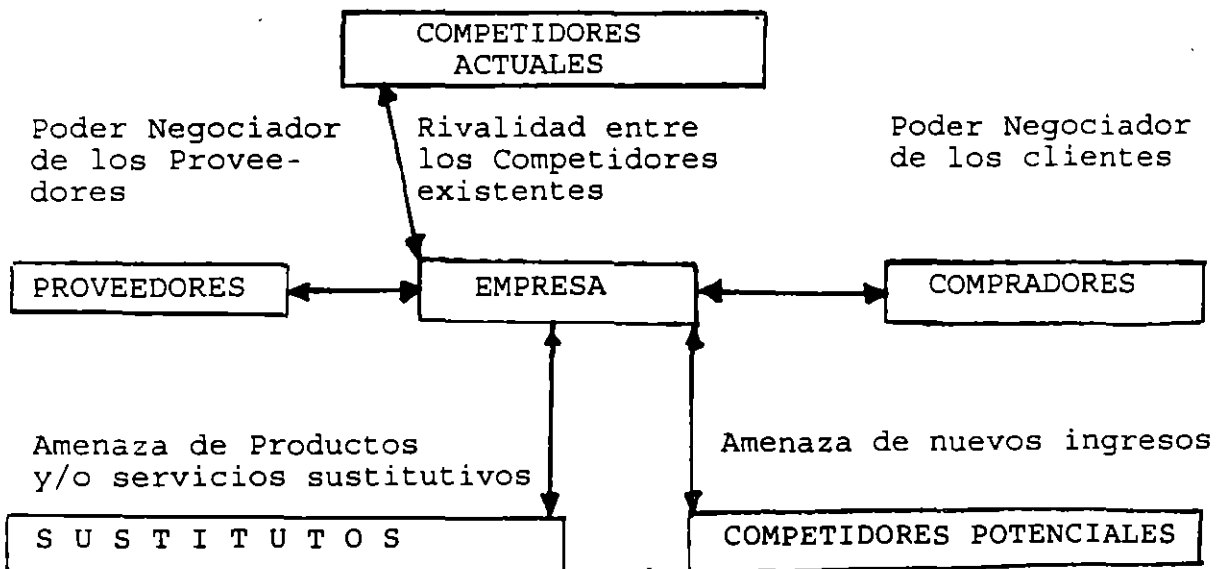 COMPETIDORES
ACTUALES
Poder Negociador
de los Provee-
dores
Rivalidad entre
los Competidores
existentes
Poder Negociador
de los clientes
PROVEEDORES
EMPRESA
COMPRADORES
Amenaza de Productos
y/o servicios sustitutivos
Amenaza de nuevos ingresos
S U S T I T U T O S
COMPETIDORES POTENCIALES